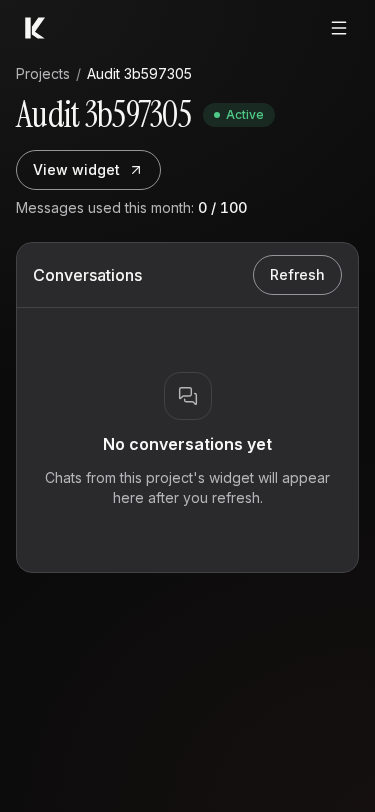 K
Projects / Audit 3b597305
Audit 3b597305 Active
View widget
Messages used this month: 0 / 100
Conversations Refresh
No conversations yet
Chats from this project's widget will appear
here after you refresh.